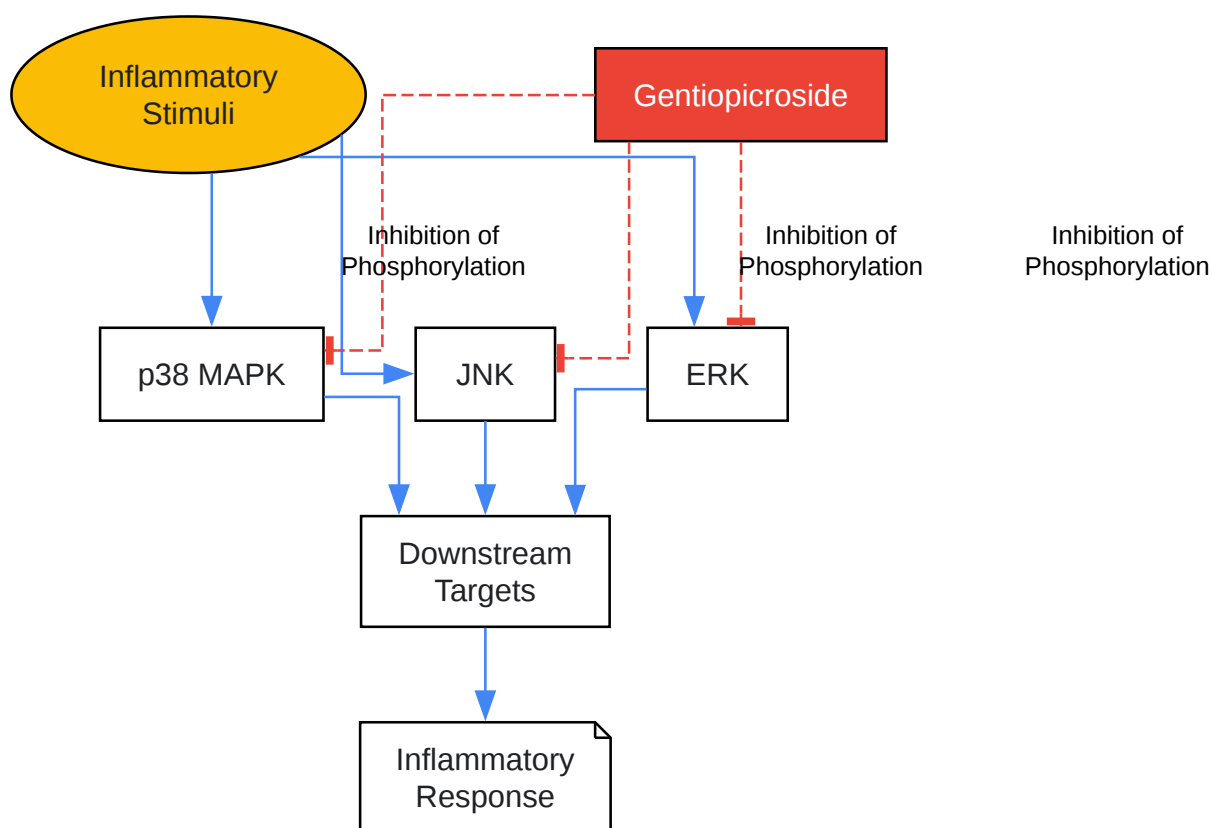 Inflammatory
Stimuli
Gentiopicroside
Inhibition of
Phosphorylation
Inhibition of
Phosphorylation
Inhibition of
Phosphorylation
p38 MAPK
JNK
ERK
Downstream
Targets
Inflammatory
Response